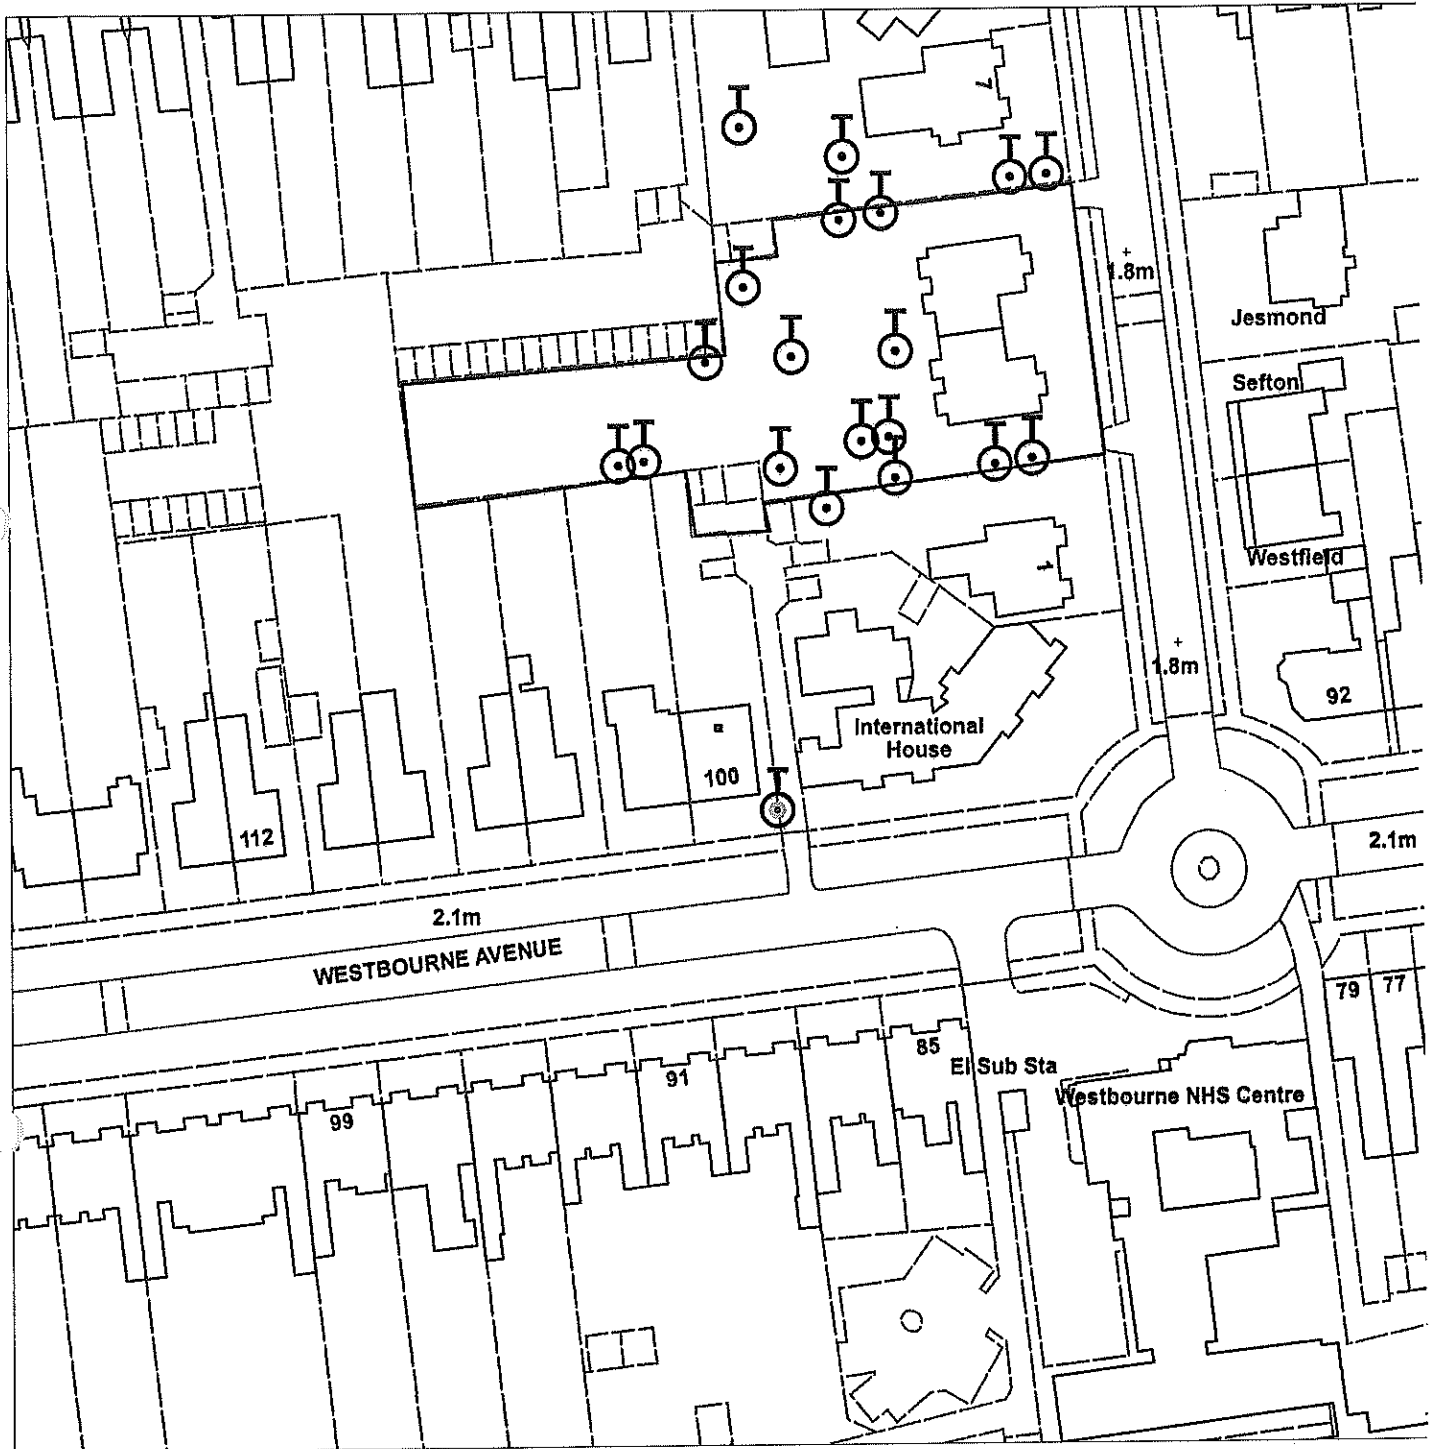 7
1.8m
Jesmond
Sefton
Westfield
1
1.8m
92
International
House
100
112
2.1m
2.1m
WESTBOURNE AVENUE
79
77
85
El Sub Sta
91
Westbourne NHS Centre
99